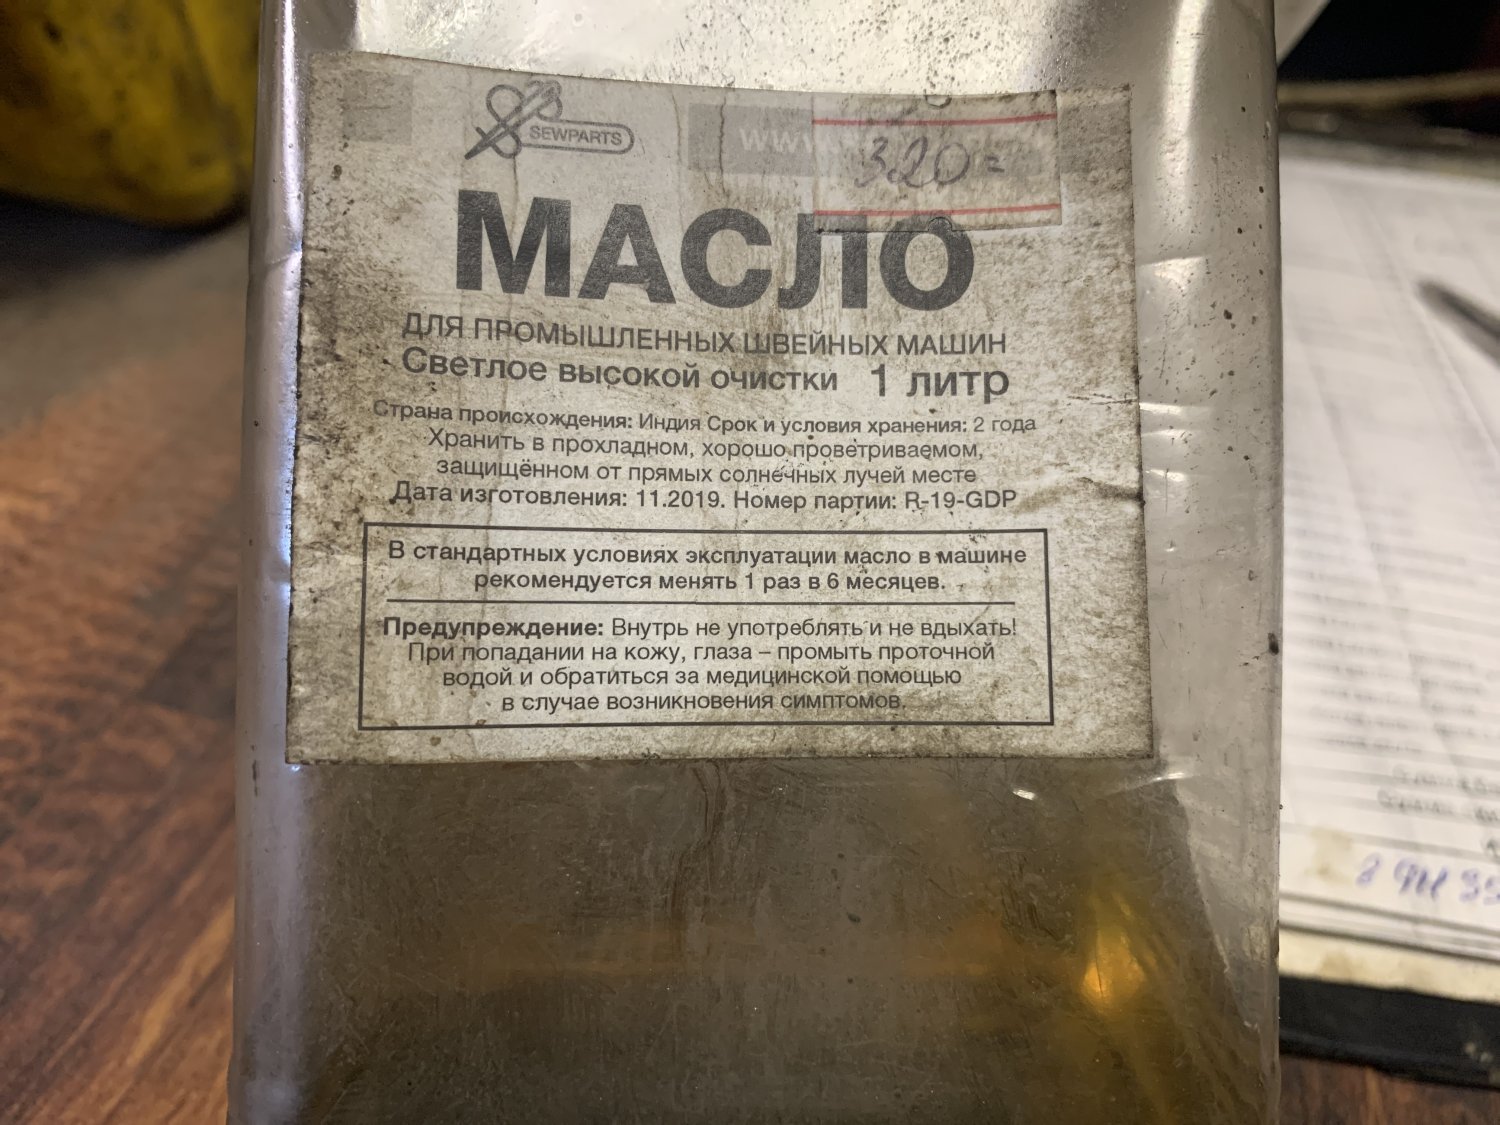 SEWPARTS
www
320=
МАСЛО
ДЛЯ ПРОМЫШЛЕННЫХ ШВЕЙНЫХ МАШИН
Светлое высокой очистки 1 литр
Страна происхождения: Индия Срок и условия хранения: 2 года
Хранить в прохладном, хорошо проветриваемом,
защищённом от прямых солнечных лучей месте
Дата изготовления: 11.2019. Номер партии: R-19-GDP
В стандартных условиях эксплуатации масло в машине
рекомендуется менять 1 раз в 6 месяцев.
Предупреждение: Внутрь не употреблять и не вдыхать!
При попадании на кожу, глаза – промыть проточной
водой и обратиться за медицинской помощью
в случае возникновения симптомов.